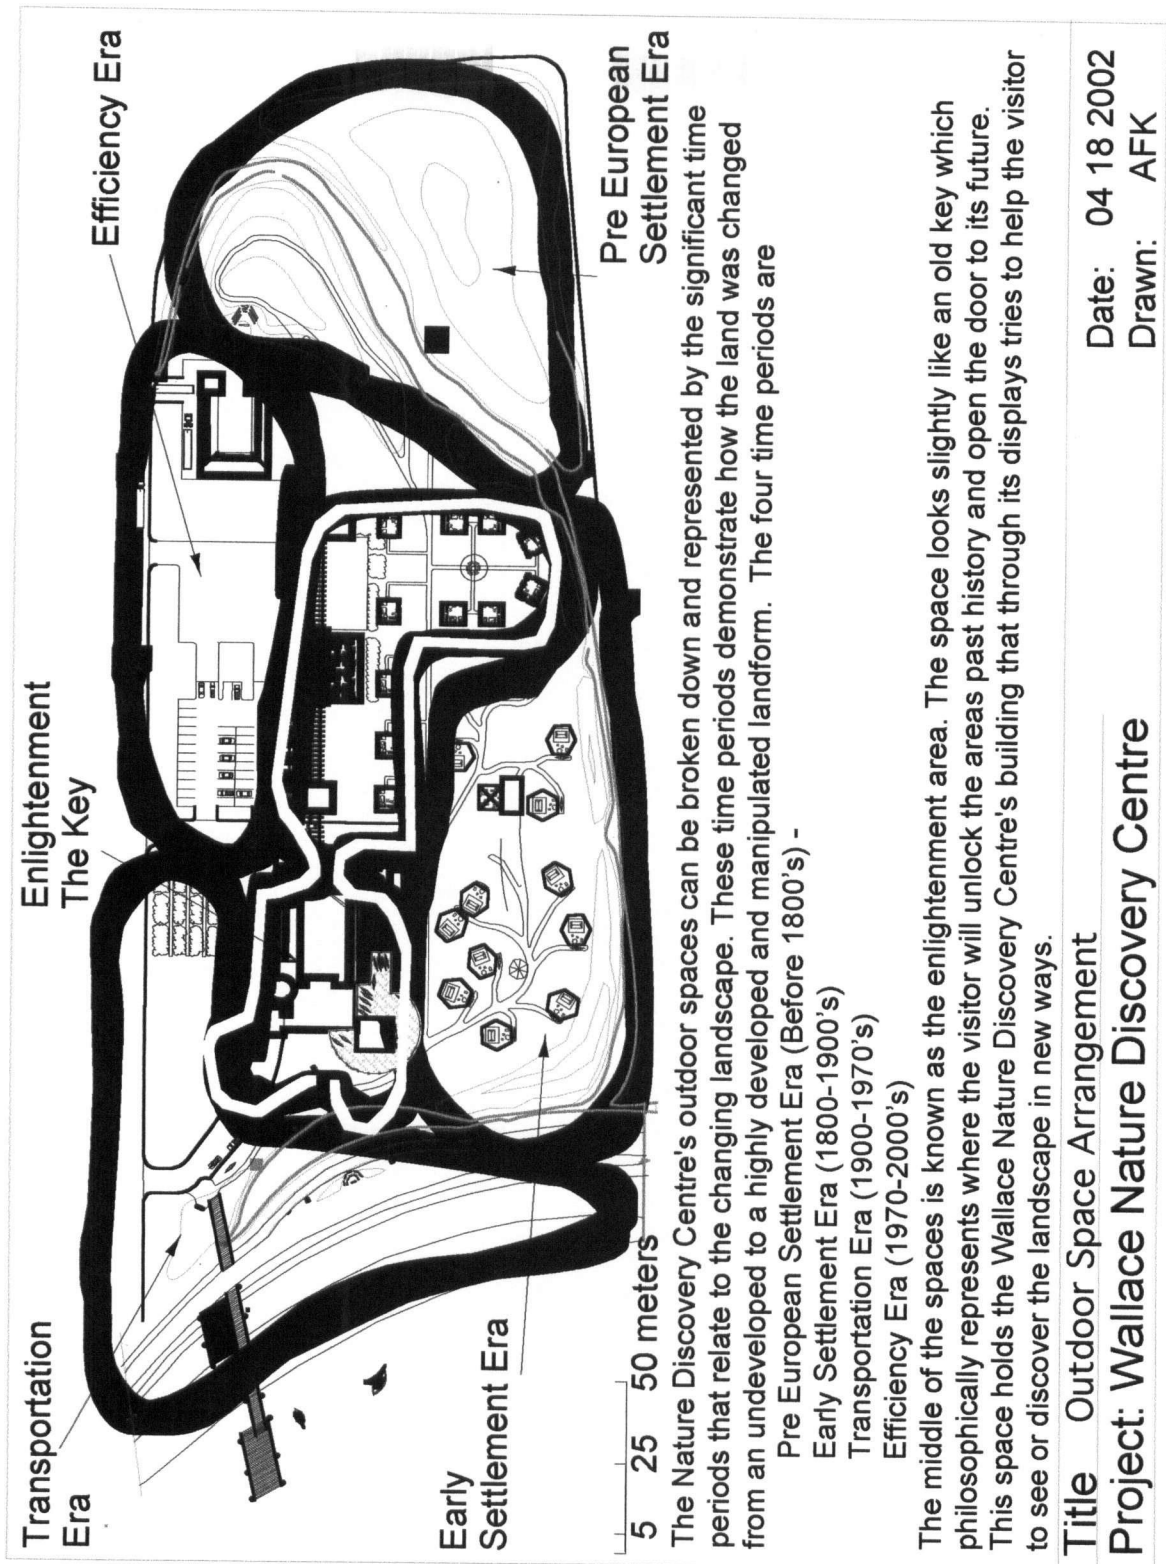 Transportation
Era
Enlightenment
The Key
Efficiency Era
Early
Settlement Era
Pre European
Settlement Era
5 25 50 meters
The Nature Discovery Centre's outdoor spaces can be broken down and represented by the significant time
periods that relate to the changing landscape. These time periods demonstrate how the land was changed
from an undeveloped to a highly developed and manipulated landform. The four time periods are
Pre European Settlement Era (Before 1800's) -
Early Settlement Era (1800-1900's)
Transportation Era (1900-1970's)
Efficiency Era (1970-2000's)
The middle of the spaces is known as the enlightenment area. The space looks slightly like an old key which
philosophically represents where the visitor will unlock the areas past history and open the door to its future.
This space holds the Wallace Nature Discovery Centre's building that through its displays tries to help the visitor
to see or discover the landscape in new ways.
Title Outdoor Space Arrangement
Project: Wallace Nature Discovery Centre
Date: 04 18 2002
Drawn: AFK